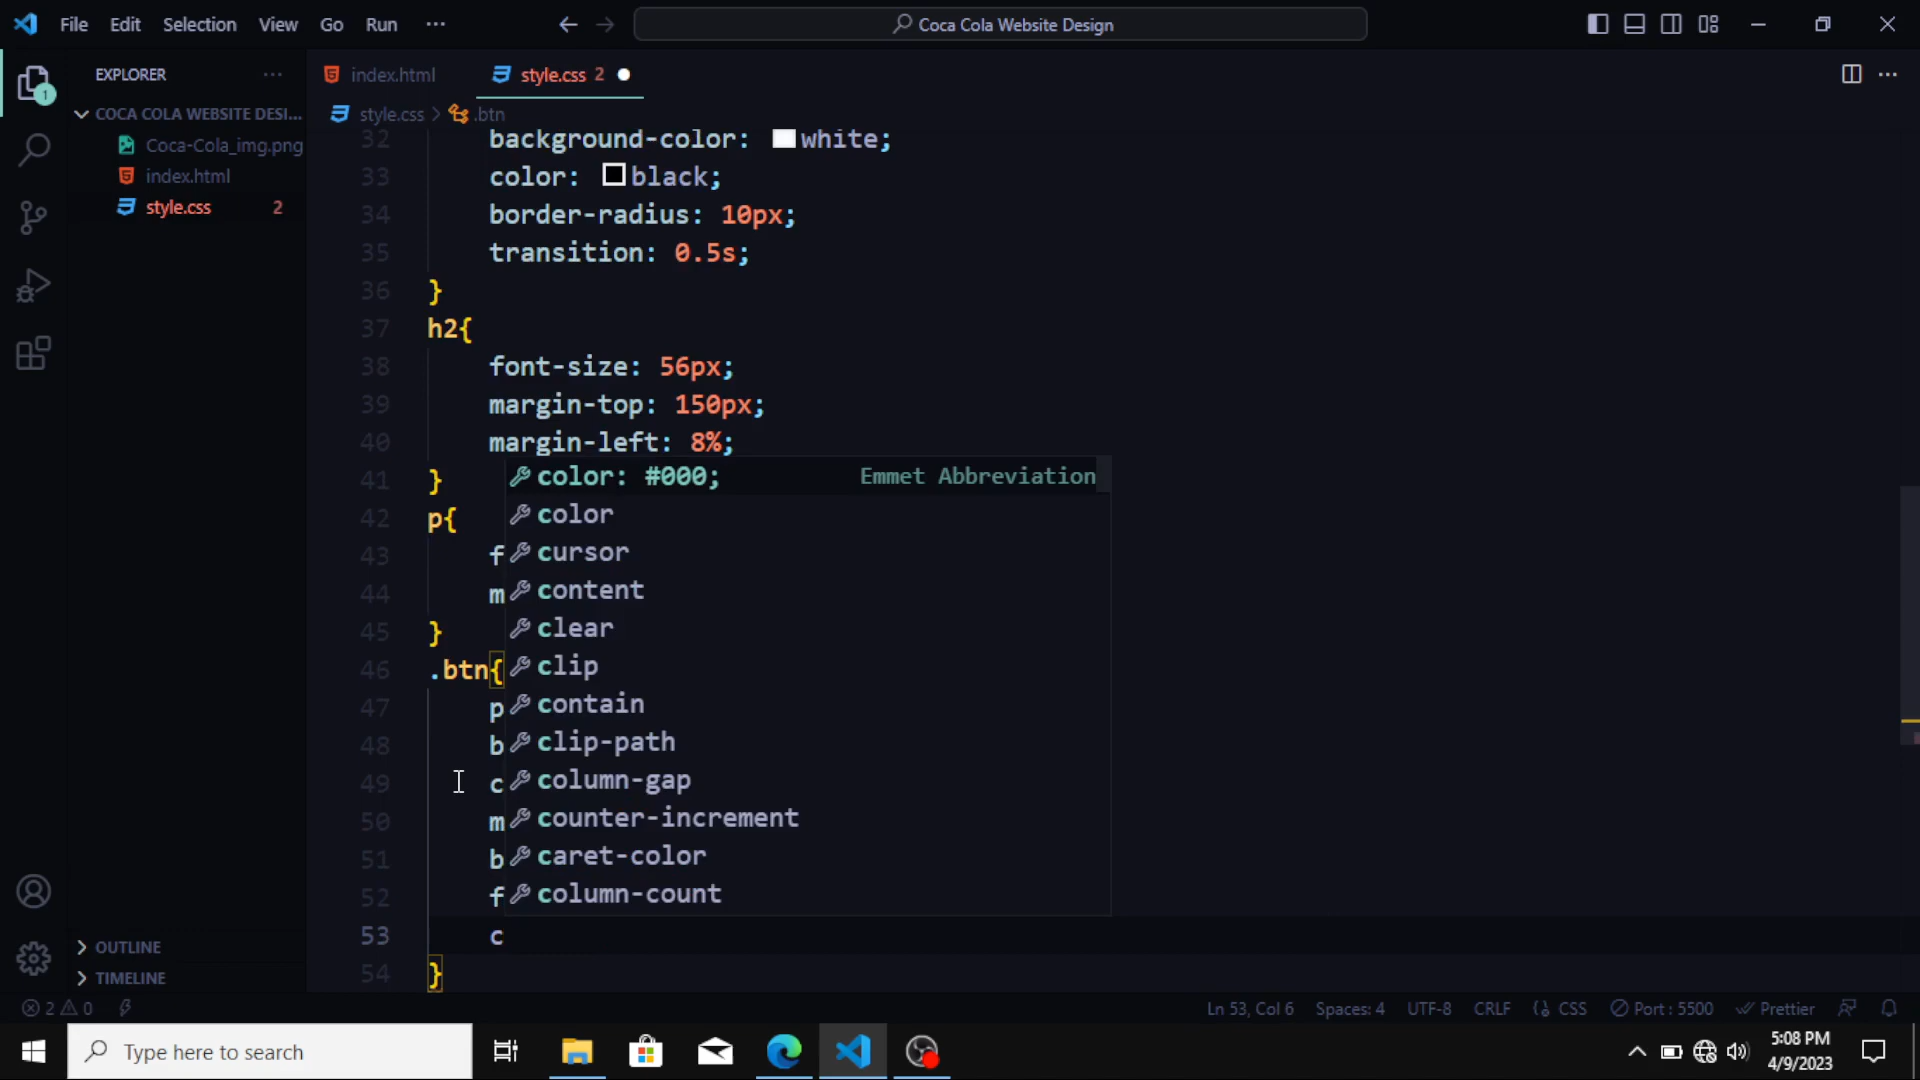 File Edit Selection View Go Run ···
Coca Cola Website Design
EXPLORER ···
index.html
style.css 2
COCA COLA WEBSITE DESI...
Coca-Cola_img.png
index.html
style.css 2
style.css > .btn
32 background-color: white;
33 color: black;
34 border-radius: 10px;
35 transition: 0.5s;
36 }
37 h2{
38 font-size: 56px;
39 margin-top: 150px;
40 margin-left: 8%;
41 }
42 p{
43 f
44 m
45 }
46 .btn{
47 p
48 b
49 c
50 m
51 b
52 f
53 c
54 }
color: #000; Emmet Abbreviation
color
cursor
content
clear
clip
contain
clip-path
column-gap
counter-increment
caret-color
column-count
1
OUTLINE
TIMELINE
2 0
Ln 53, Col 6 Spaces: 4 UTF-8 CRLF CSS Port : 5500 Prettier
Type here to search
5:08 PM
4/9/2023